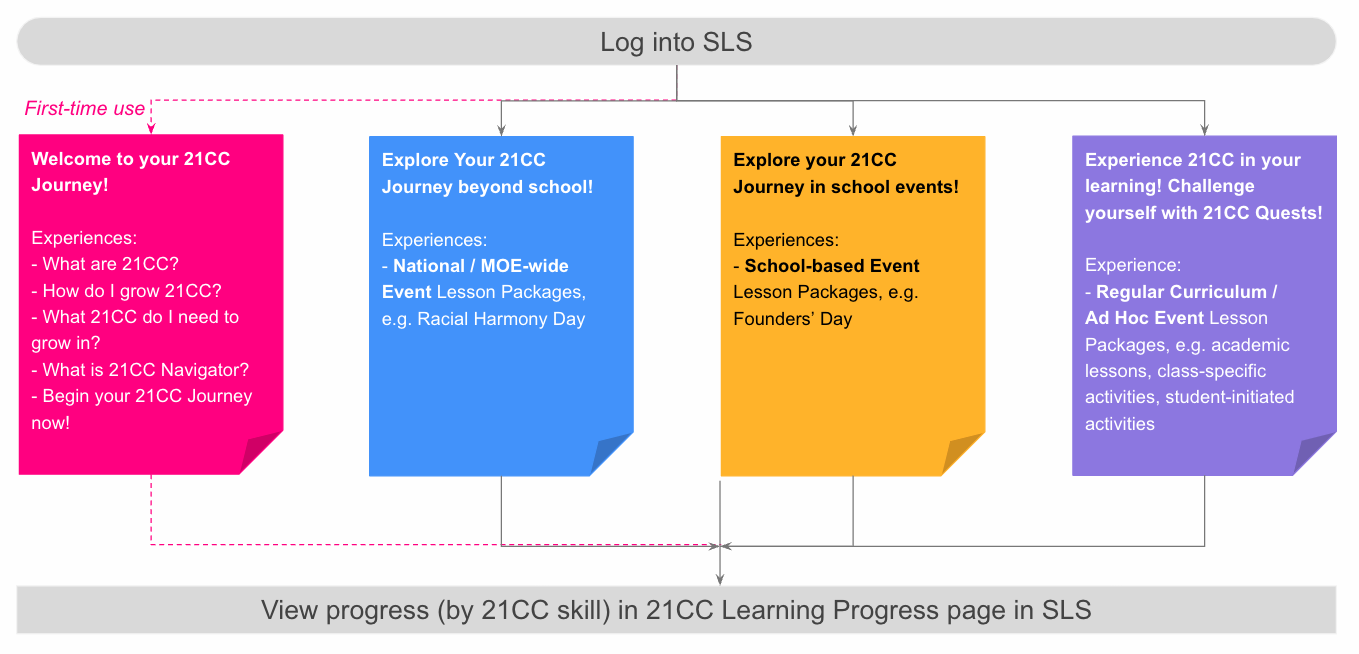 Log into SLS
First-time use
Welcome to your 21CC
Journey!
Experiences:
- What are 21CC?
- How do I grow 21CC?
- What 21CC do I need to
grow in?
- What is 21CC Navigator?
- Begin your 21CC Journey
now!
Explore Your 21CC
Journey beyond school!
Experiences:
- National / MOE-wide
Event Lesson Packages,
e.g. Racial Harmony Day
Explore your 21CC
Journey in school events!
Experiences:
- School-based Event
Lesson Packages, e.g.
Founders’ Day
Experience 21CC in your
learning! Challenge
yourself with 21CC Quests!
Experience:
- Regular Curriculum /
Ad Hoc Event Lesson
Packages, e.g. academic
lessons, class-specific
activities, student-initiated
activities
View progress (by 21CC skill) in 21CC Learning Progress page in SLS